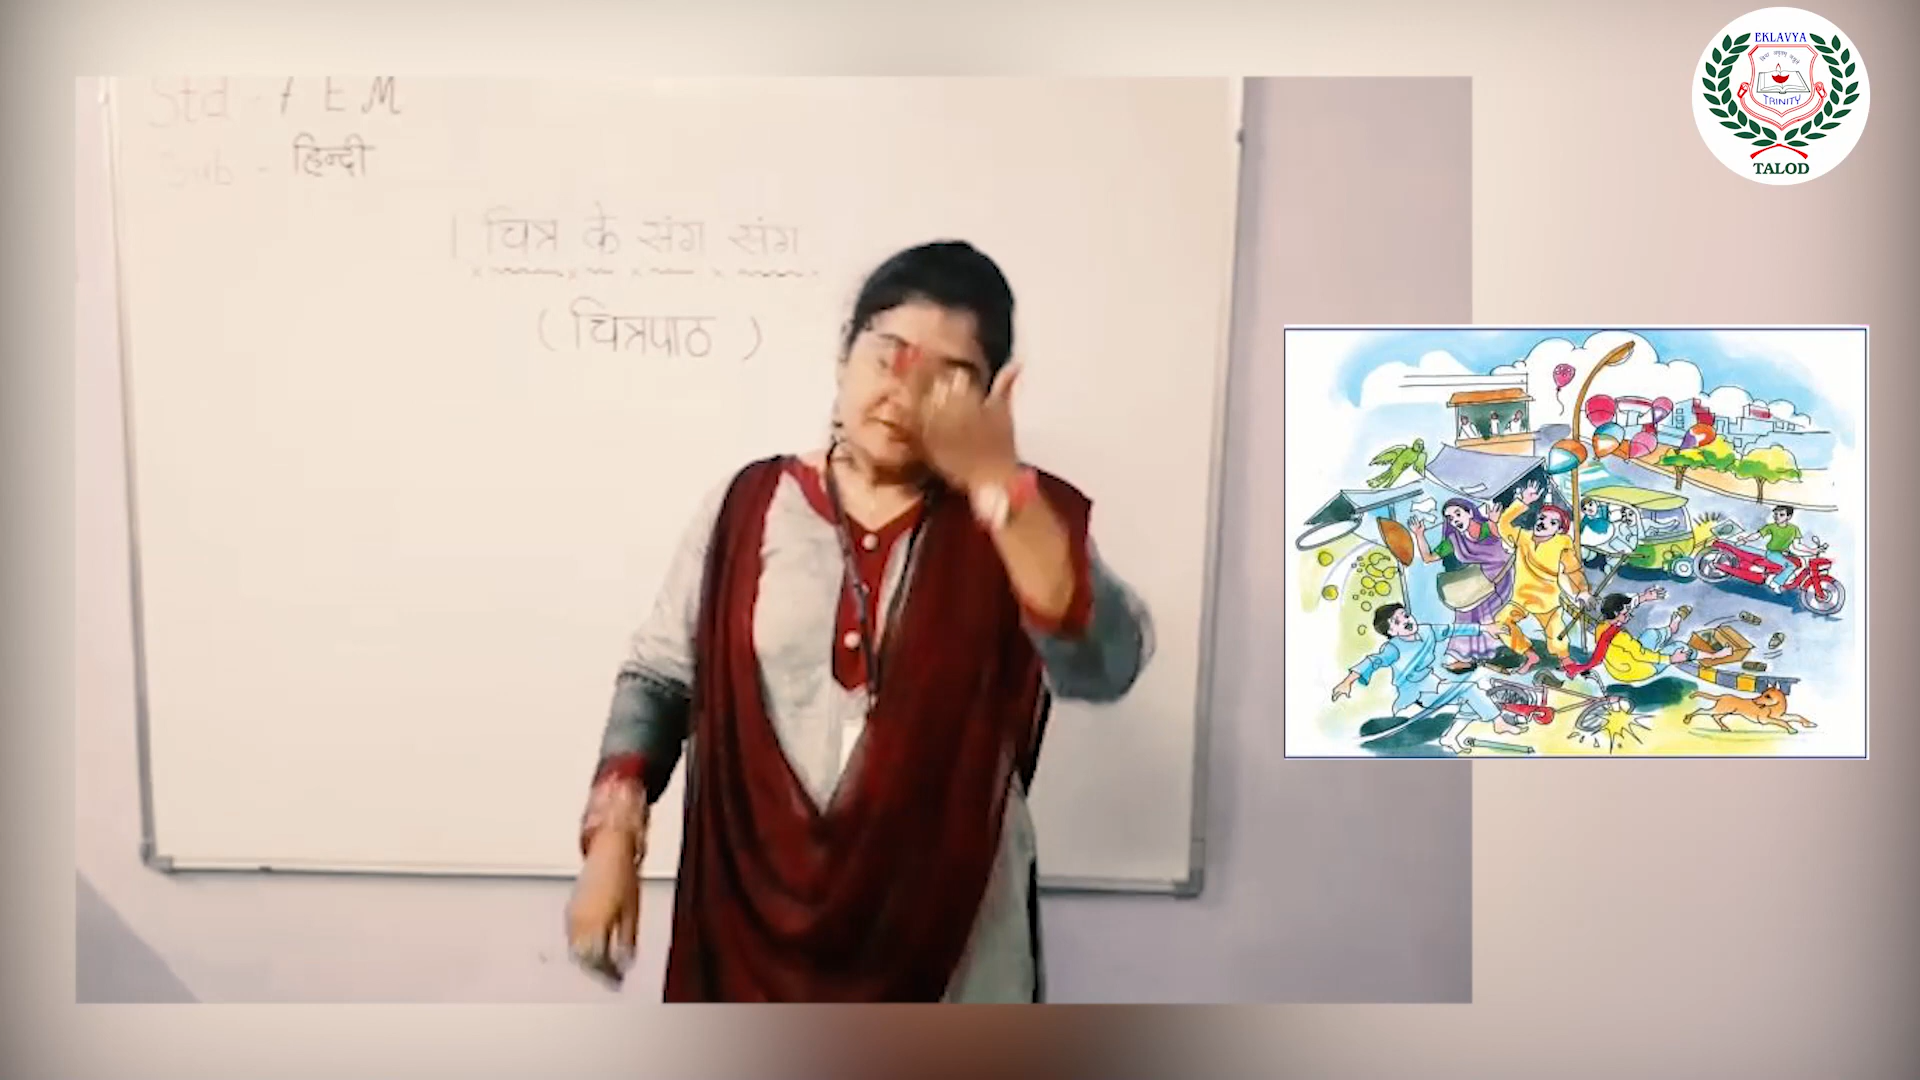 Std - 7 E M
Sub - हिन्दी
1 चित्र के संग संग
( चित्रपाठ )
EKLAVYA
TRINITY
TALOD